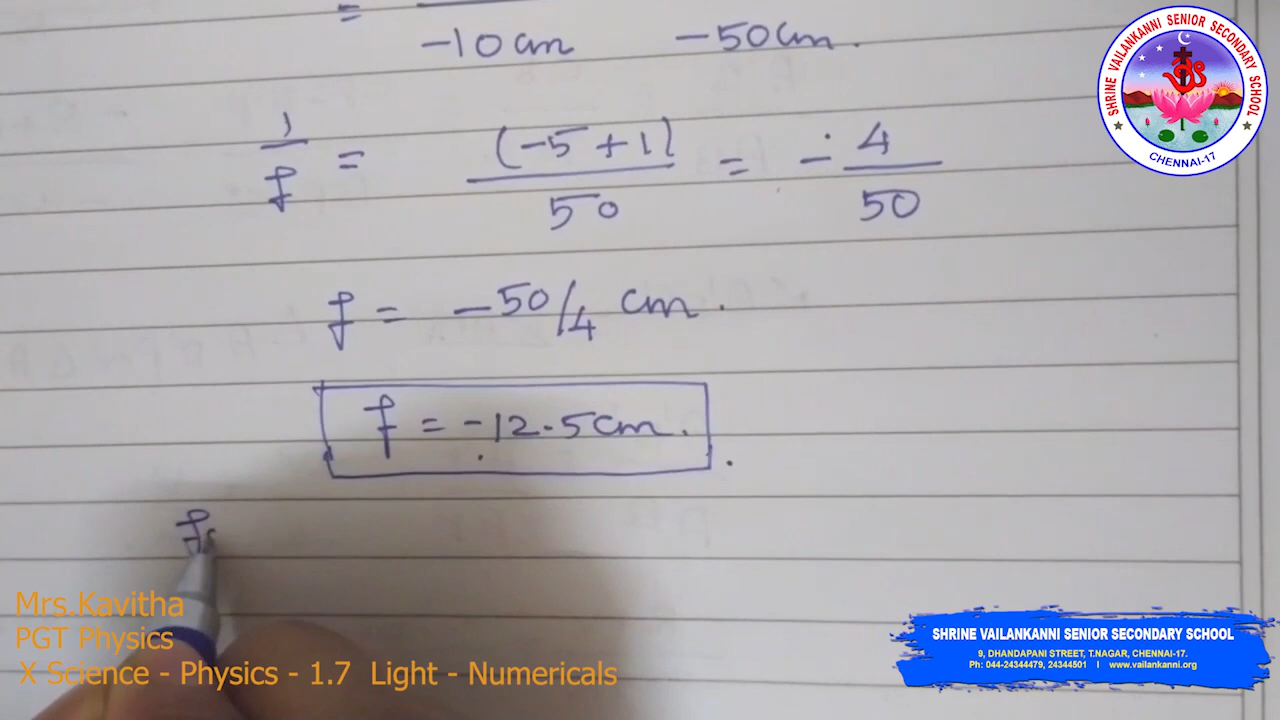 =
-10 cm   -50 cm.
1/f = (-5+1)/50 = - 4/50
f = -50/4 cm.
f = -12.5 cm.
fo
SHRINE VAILANKANNI SENIOR SECONDARY SCHOOL
CHENNAI-17
Mrs.Kavitha
PGT Physics
X Science - Physics - 1.7 Light - Numericals
SHRINE VAILANKANNI SENIOR SECONDARY SCHOOL
9, DHANDAPANI STREET, T.NAGAR, CHENNAI-17.
Ph: 044-24344479, 24344501 I www.vailankanni.org